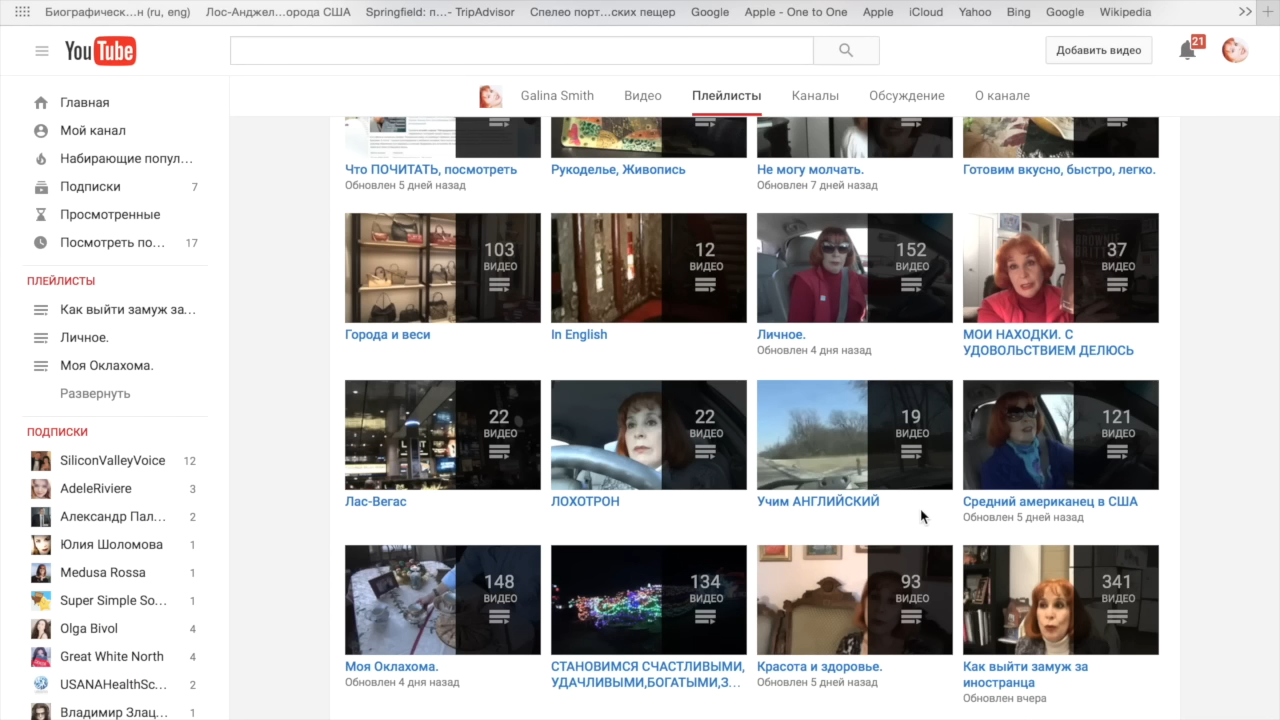 Биографическ...н (ru, eng) Лос-Анджел...орода США Springfield: п...- TripAdvisor Спелео порт...ских пещер Google Apple - One to One Apple iCloud Yahoo Bing Google Wikipedia
YouTube
Добавить видео
21
Galina Smith Видео Плейлисты Каналы Обсуждение О канале
Главная
Мой канал
Набирающие попул...
Подписки 7
Просмотренные
Посмотреть по... 17
ПЛЕЙЛИСТЫ
Как выйти замуж за...
Личное.
Моя Оклахома.
Развернуть
ПОДПИСКИ
SiliconValleyVoice 12
AdeleRiviere 3
Александр Пал... 2
Юлия Шоломова 1
Medusa Rossa 1
Super Simple So... 1
Olga Bivol 4
Great White North 4
USANAHealthSc... 2
Владимир Злац... 1
Что ПОЧИТАТЬ, посмотреть
Обновлен 5 дней назад
Рукоделье, Живопись
Не могу молчать.
Обновлен 7 дней назад
Готовим вкусно, быстро, легко.
103
ВИДЕО
Города и веси
12
ВИДЕО
In English
152
ВИДЕО
Личное.
Обновлен 4 дня назад
37
ВИДЕО
МОИ НАХОДКИ. С
УДОВОЛЬСТВИЕМ ДЕЛЮСЬ
22
ВИДЕО
Лас-Вегас
22
ВИДЕО
ЛОХОТРОН
19
ВИДЕО
Учим АНГЛИЙСКИЙ
121
ВИДЕО
Средний американец в США
Обновлен 5 дней назад
148
ВИДЕО
Моя Оклахома.
Обновлен 4 дня назад
134
ВИДЕО
СТАНОВИМСЯ СЧАСТЛИВЫМИ,
УДАЧЛИВЫМИ,БОГАТЫМИ,З...
93
ВИДЕО
Красота и здоровье.
Обновлен 5 дней назад
341
ВИДЕО
Как выйти замуж за
иностранца
Обновлен вчера